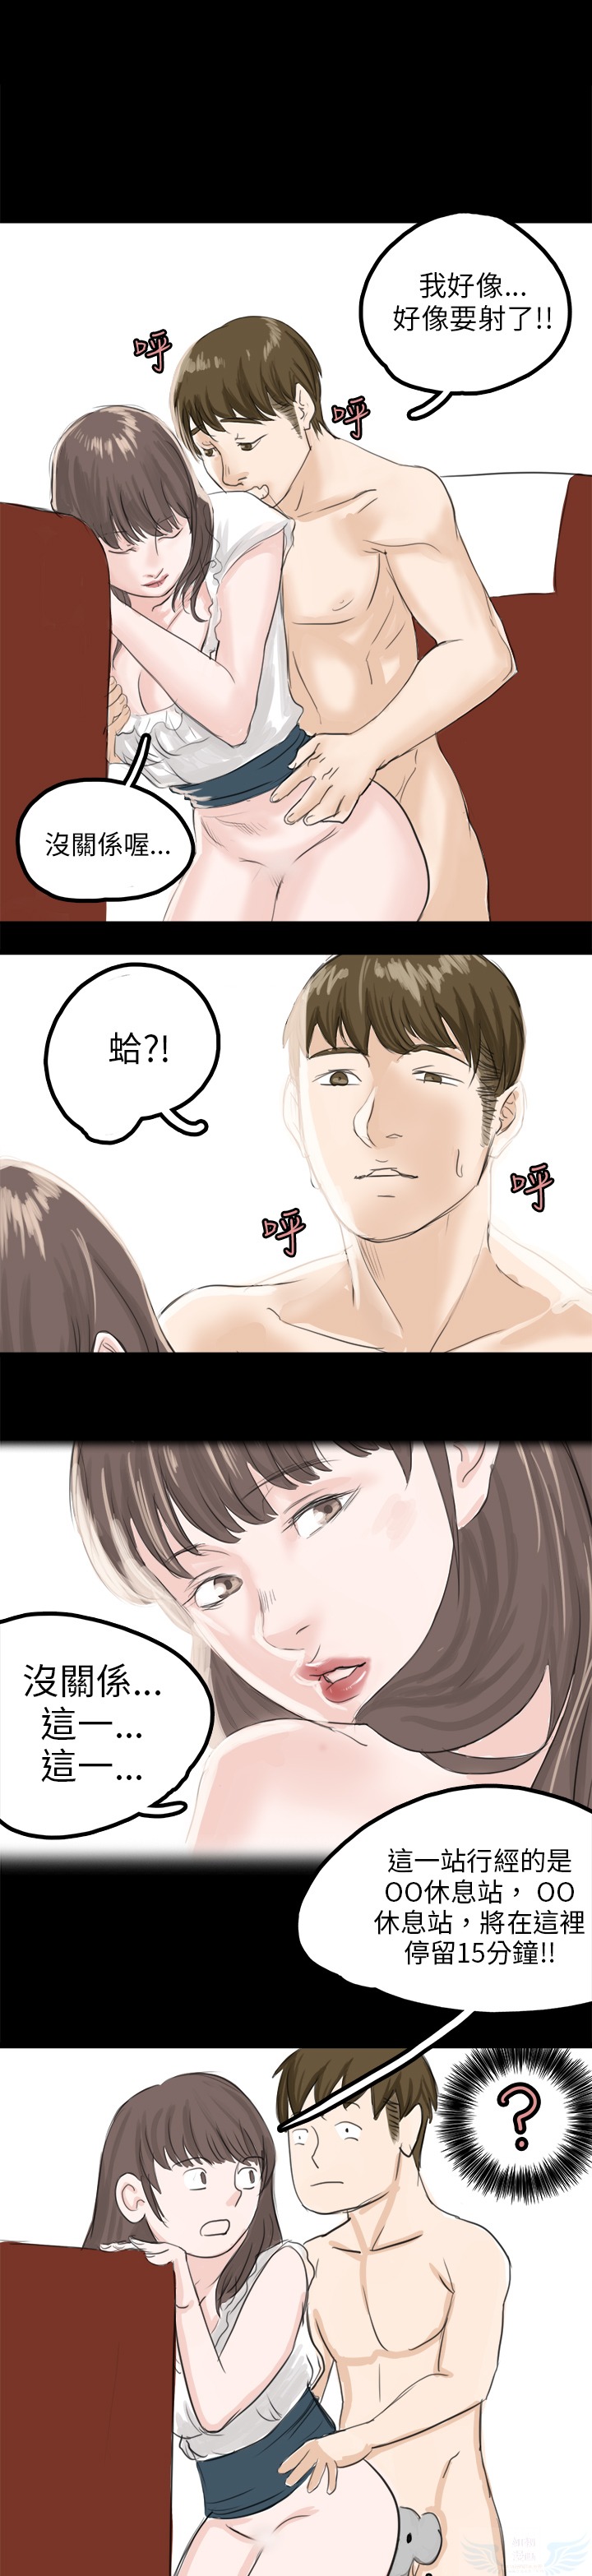 我好像...
好像要射了!!
呼
呼
沒關係喔...
蛤?!
呼
呼
沒關係...
這一...
這一...
這一站行經的是
OO休息站， OO
休息站，將在這裡
停留15分鐘!!
?